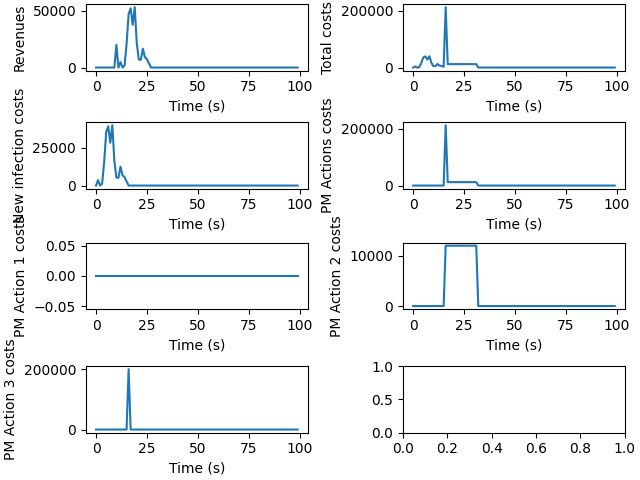 Revenues
50000
0
0 25 50 75 100
Time (s)
Total costs
200000
0
0 25 50 75 100
Time (s)
New infection costs
25000
0
0 25 50 75 100
Time (s)
PM Actions costs
200000
0
0 25 50 75 100
Time (s)
PM Action 1 costs
0.05
0.00
−0.05
0 25 50 75 100
Time (s)
PM Action 2 costs
10000
0
0 25 50 75 100
Time (s)
PM Action 3 costs
200000
0
0 25 50 75 100
Time (s)
1.0
0.5
0.0
0.0 0.2 0.4 0.6 0.8 1.0